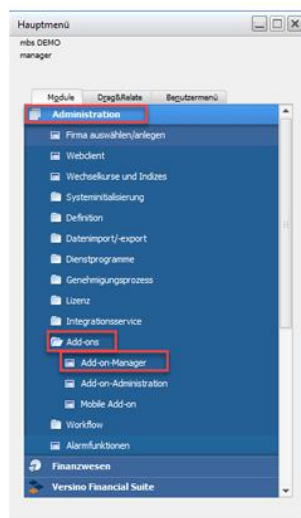 Hauptmenü
mbs DEMO
manager
Module Drag&Relate Benutzermenü
Administration
Firma auswählen/anlegen
Webclient
Wechselkurse und Indizes
Systeminitialisierung
Definition
Datenimport/-export
Dienstprogramme
Genehmigungsprozess
Lizenz
Integrationsservice
Add-ons
Add-on-Manager
Add-on-Administration
Mobile Add-on
Workflow
Alarmfunktionen
Finanzwesen
Versino Financial Suite